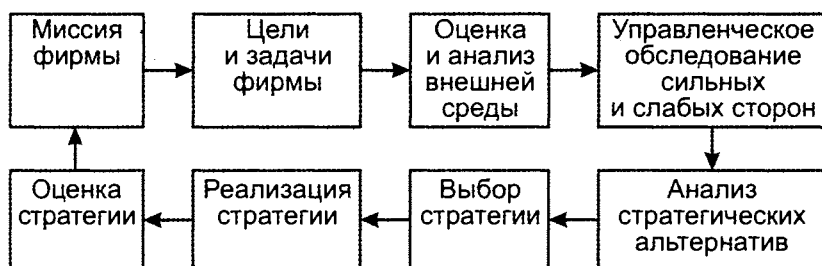 Миссия
фирмы
Цели
и задачи
фирмы
Оценка
и анализ
внешней
среды
Управленческое
обследование
сильных
и слабых сторон
Оценка
стратегии
Реализация
стратегии
Выбор
стратегии
Анализ
стратегических
альтернатив